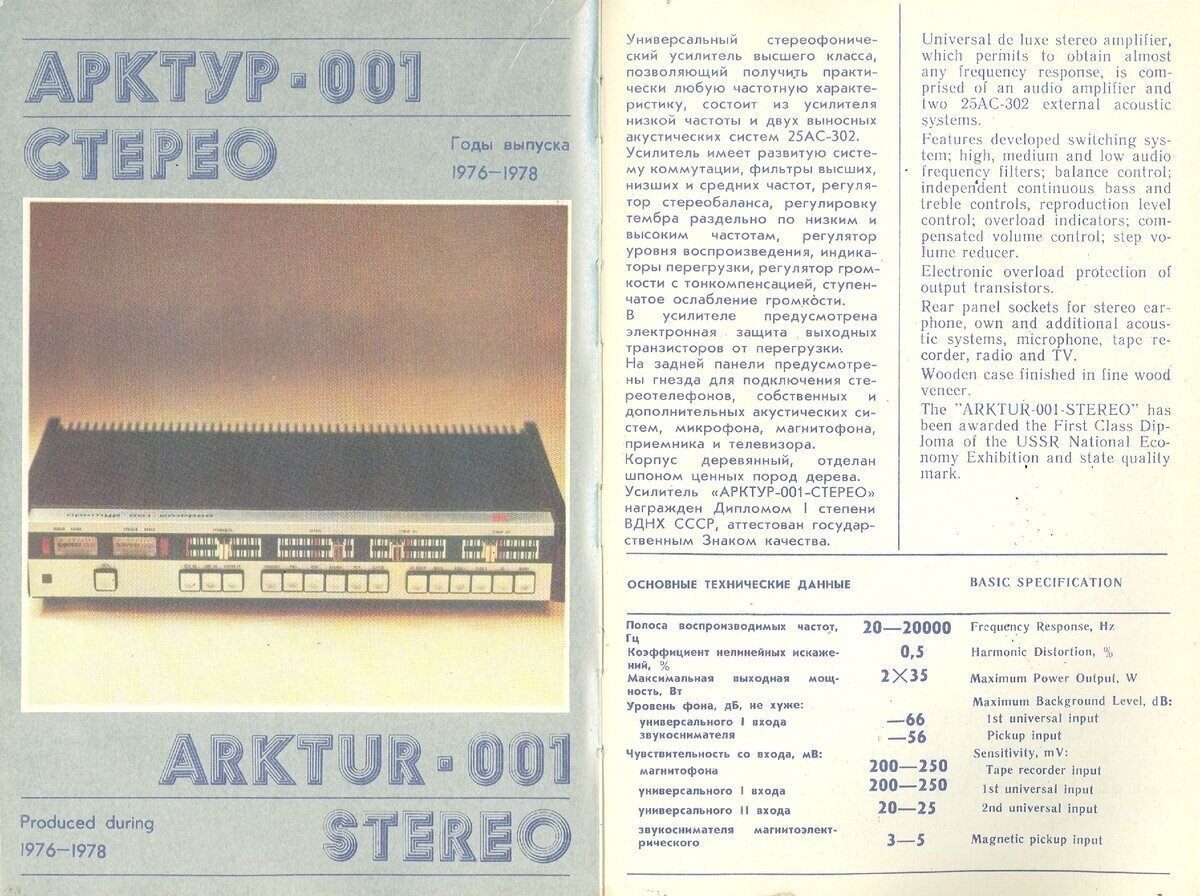 АРКТУР·001
СТЕРЕО
Годы выпуска
1976—1978
арктур 001 стерео
ARKTUR·001
Produced during
1976—1978
STEREO
Универсальный стереофониче-
ский усилитель высшего класса,
позволяющий получить практи-
чески любую частотную характе-
ристику, состоит из усилителя
низкой частоты и двух выносных
акустических систем 25АС-302.
Усилитель имеет развитую систе-
му коммутации, фильтры высших,
низших и средних частот, регуля-
тор стереобаланса, регулировку
тембра раздельно по низким и
высоким частотам, регулятор
уровня воспроизведения, индика-
торы перегрузки, регулятор гром-
кости с тонкомпенсацией, ступен-
чатое ослабление громкости.
В усилителе предусмотрена
электронная защита выходных
транзисторов от перегрузки.
На задней панели предусмотре-
ны гнезда для подключения сте-
реотелефонов, собственных и
дополнительных акустических си-
стем, микрофона, магнитофона,
приемника и телевизора.
Корпус деревянный, отделан
шпоном ценных пород дерева.
Усилитель «АРКТУР-001-СТЕРЕО»
награжден Дипломом I степени
ВДНХ СССР, аттестован государ-
ственным Знаком качества.
Universal de luxe stereo amplifier,
which permits to obtain almost
any frequency response, is com-
prised of an audio amplifier and
two 25AC-302 external acoustic
systems.
Features developed switching sys-
tem; high, medium and low audio
frequency filters; balance control;
independent continuous bass and
treble controls, reproduction level
control; overload indicators; com-
pensated volume control; step vo-
lume reducer.
Electronic overload protection of
output transistors.
Rear panel sockets for stereo ear-
phone, own and additional acous-
tic systems, microphone, tape re-
corder, radio and TV.
Wooden case finished in fine wood
veneer.
The "ARKTUR-001-STEREO" has
been awarded the First Class Dip-
loma of the USSR National Eco-
nomy Exhibition and state quality
mark.
ОСНОВНЫЕ ТЕХНИЧЕСКИЕ ДАННЫЕ BASIC SPECIFICATION
Полоса воспроизводимых частот, 20—20000 Frequency Response, Hz
Гц
Коэффициент нелинейных искаже- 0,5 Harmonic Distortion, %
ний, %
Максимальная выходная мощ- 2×35 Maximum Power Output, W
ность, Вт
Уровень фона, дБ, не хуже: Maximum Background Level, dB:
универсального I входа —66 1st universal input
звукоснимателя —56 Pickup input
Чувствительность со входа, мВ: Sensitivity, mV:
магнитофона 200—250 Tape recorder input
универсального I входа 200—250 1st universal input
универсального II входа 20—25 2nd universal input
звукоснимателя магнитоэлект-
рического 3—5 Magnetic pickup input